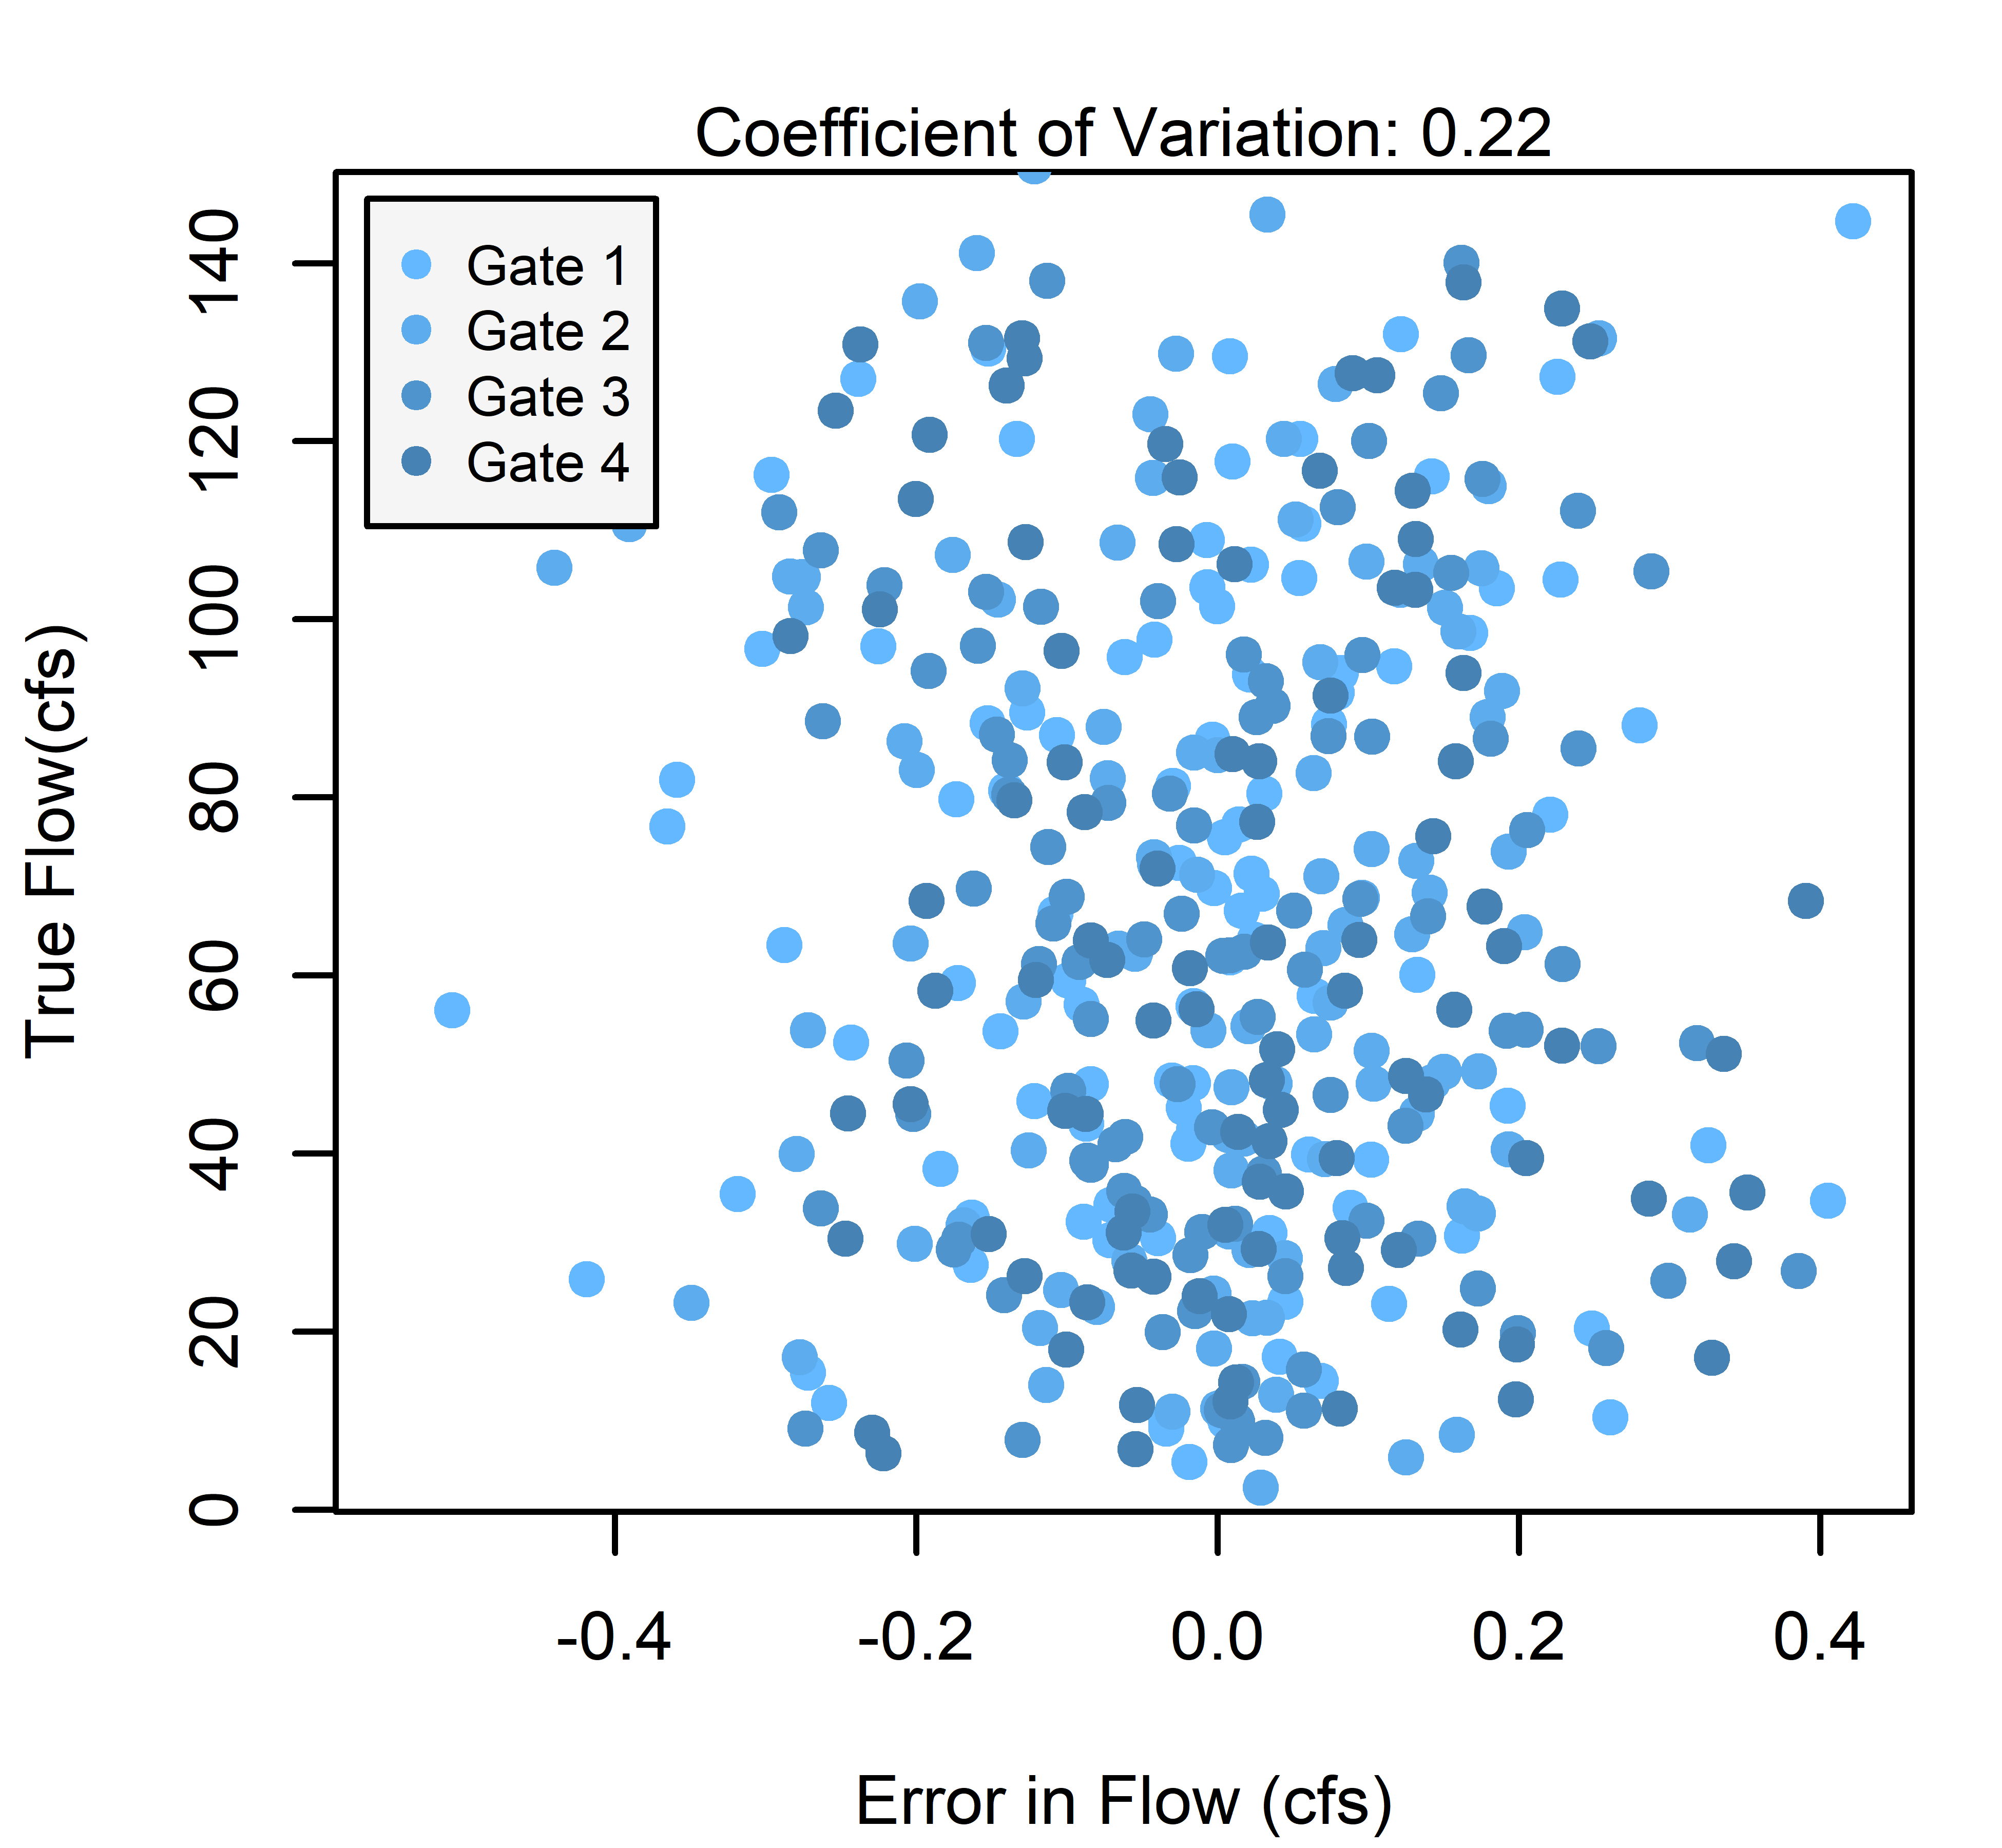 Coefficient of Variation: 0.22
Gate 1
Gate 2
Gate 3
Gate 4
True Flow(cfs)
140
120
100
80
60
40
20
0
-0.4 -0.2 0.0 0.2 0.4
Error in Flow (cfs)